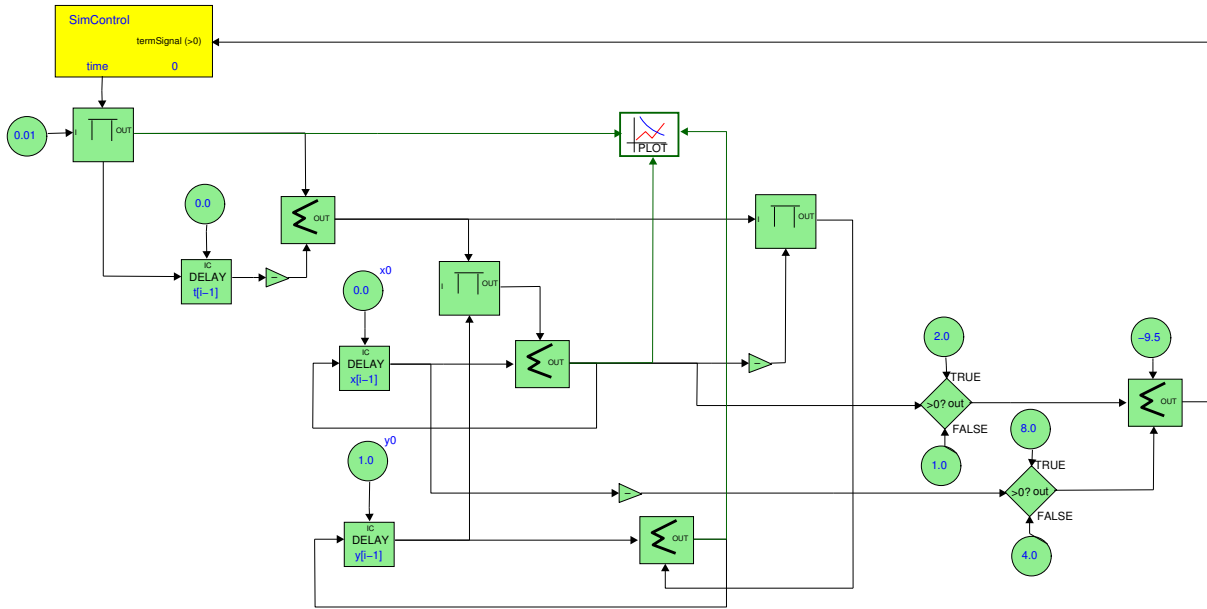 SimControl
termSignal (>0)
time 0
0.01
I OUT
PLOT
0.0
OUT
I OUT
IC
DELAY
t[i−1]
−
x0
0.0
I OUT
2.0
−9.5
IC
DELAY
x[i−1]
OUT
−
TRUE
>0? out
FALSE
OUT
y0
1.0
1.0
8.0
TRUE
−
>0? out
FALSE
IC
DELAY
y[i−1]
OUT
4.0